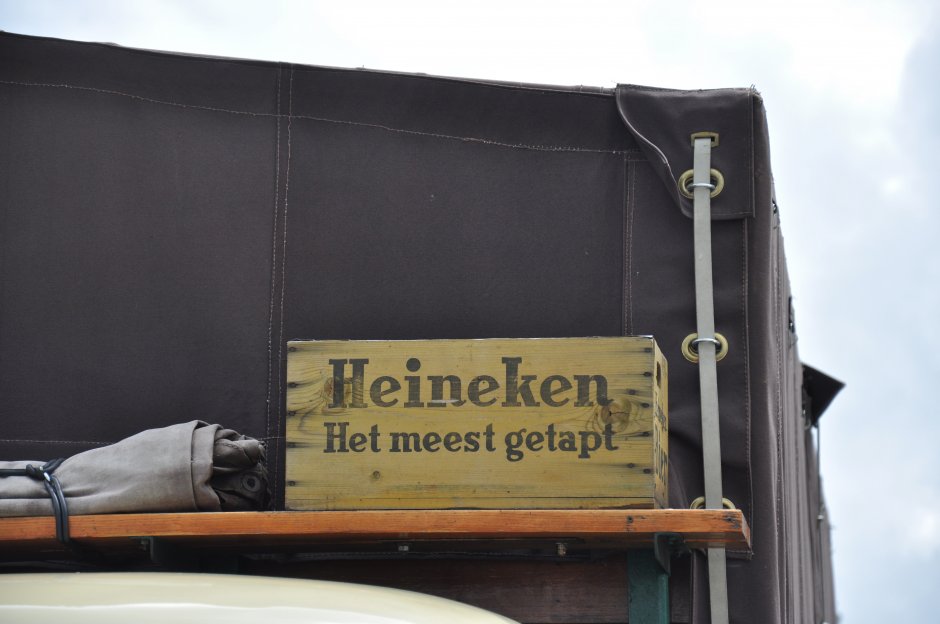 Heineken
Het meest getapt